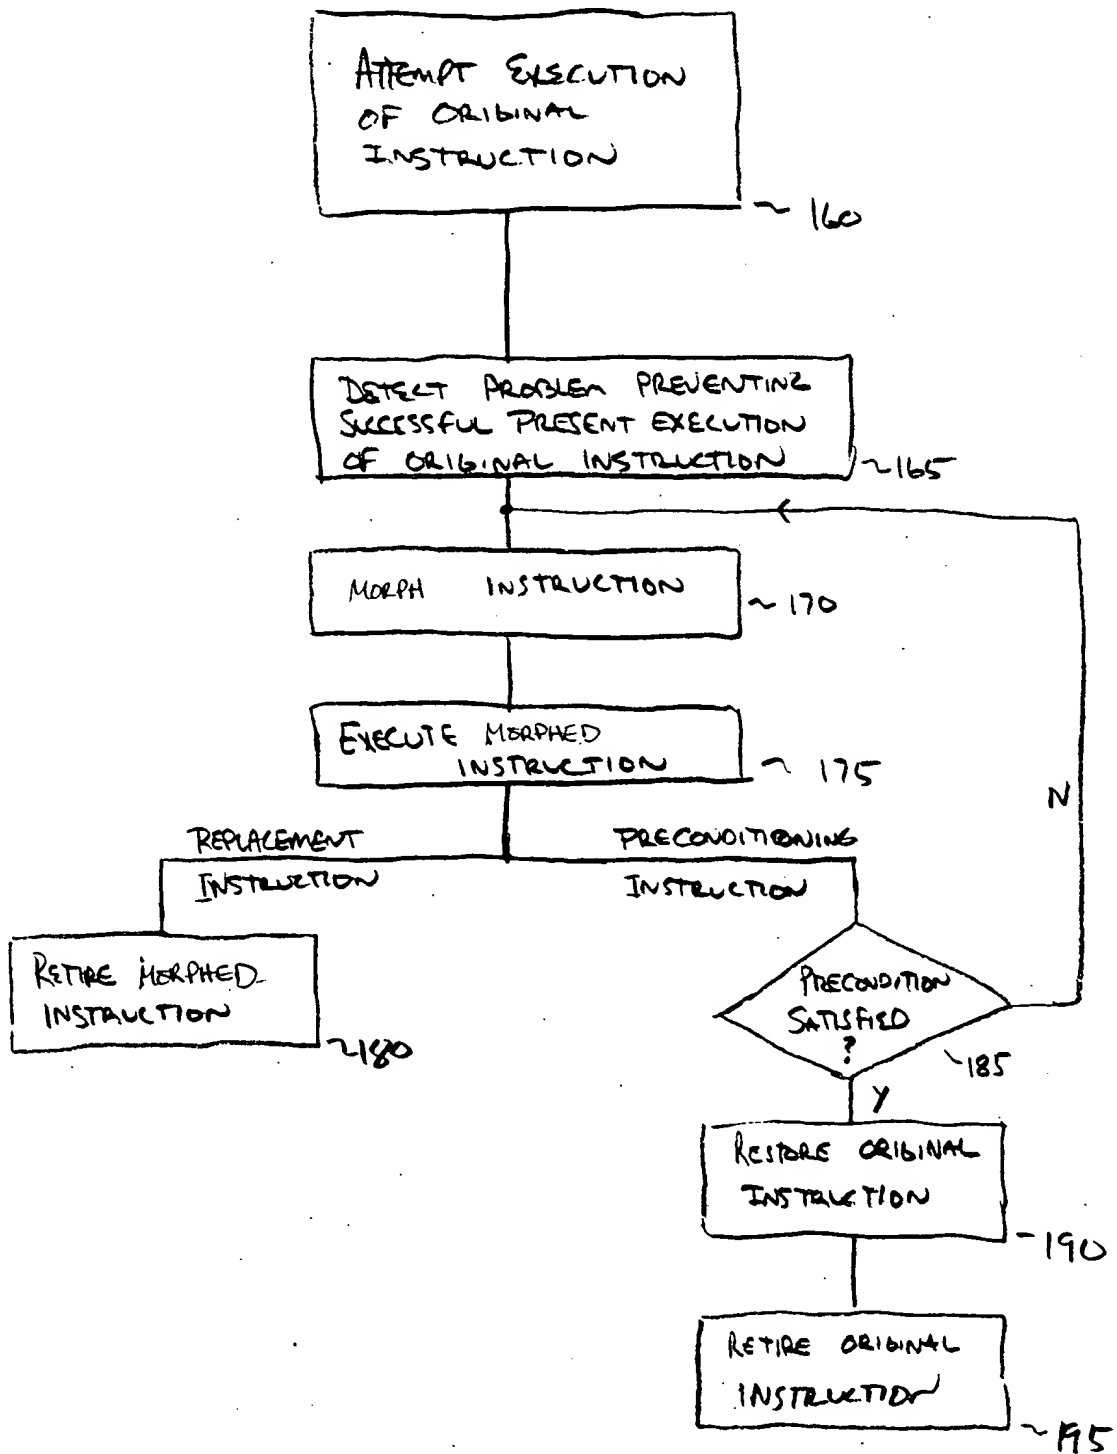 ATTEMPT EXECUTION
OF ORIGINAL
INSTRUCTION
~ 160
DETECT PROBLEM PREVENTING
SUCCESSFUL PRESENT EXECUTION
OF ORIGINAL INSTRUCTION
~165
MORPH INSTRUCTION
~ 170
EXECUTE MORPHED
INSTRUCTION
~ 175
N
REPLACEMENT
INSTRUCTION
PRECONDITIONING
INSTRUCTION
RETIRE MORPHED
INSTRUCTION
~180
PRECONDITION
SATISFIED
?
~185
Y
RESTORE ORIGINAL
INSTRUCTION
~190
RETIRE ORIGINAL
INSTRUCTION
~ 195